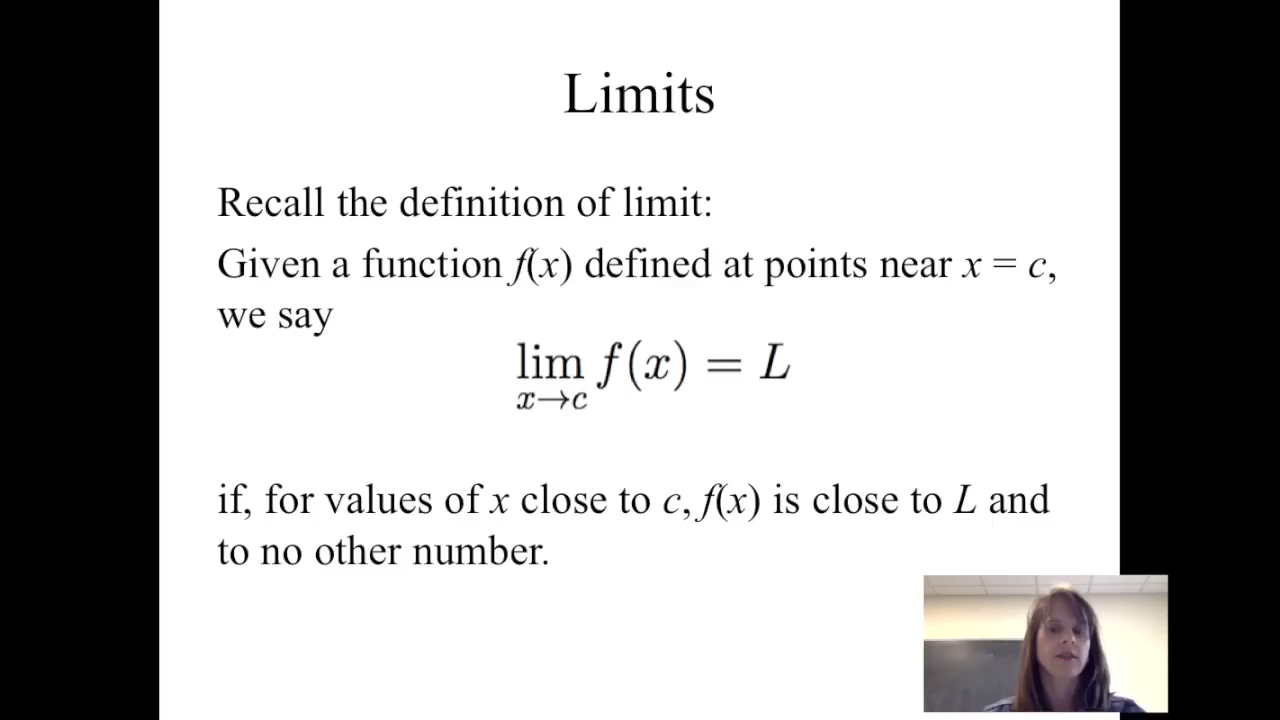 Limits
Recall the definition of limit:
Given a function f(x) defined at points near x = c,
we say
lim f(x) = L
x→c
if, for values of x close to c, f(x) is close to L and
to no other number.